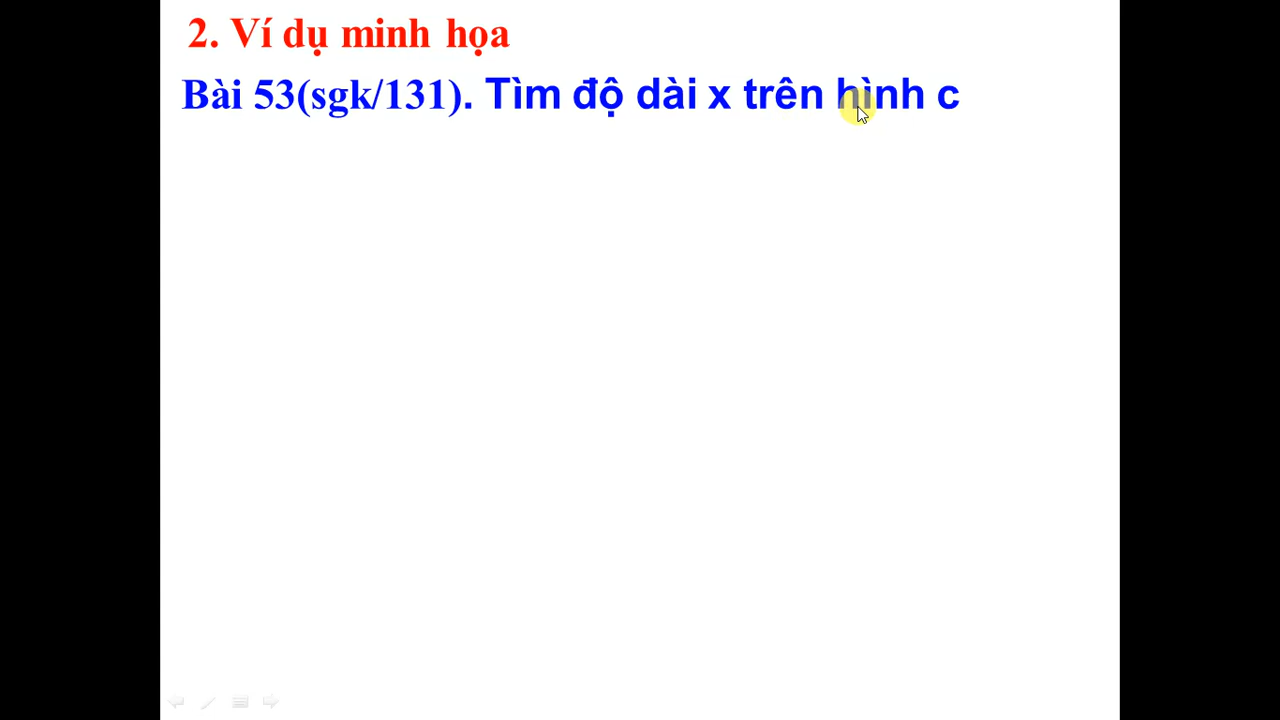 2. Ví dụ minh họa
Bài 53(sgk/131). Tìm độ dài x trên hình c